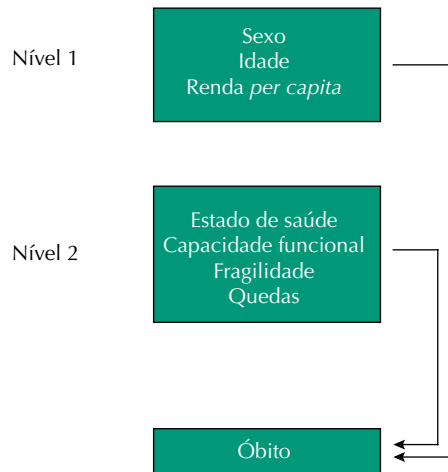 Nível 1
Sexo
Idade
Renda per capita
Nível 2
Estado de saúde
Capacidade funcional
Fragilidade
Quedas
Óbito